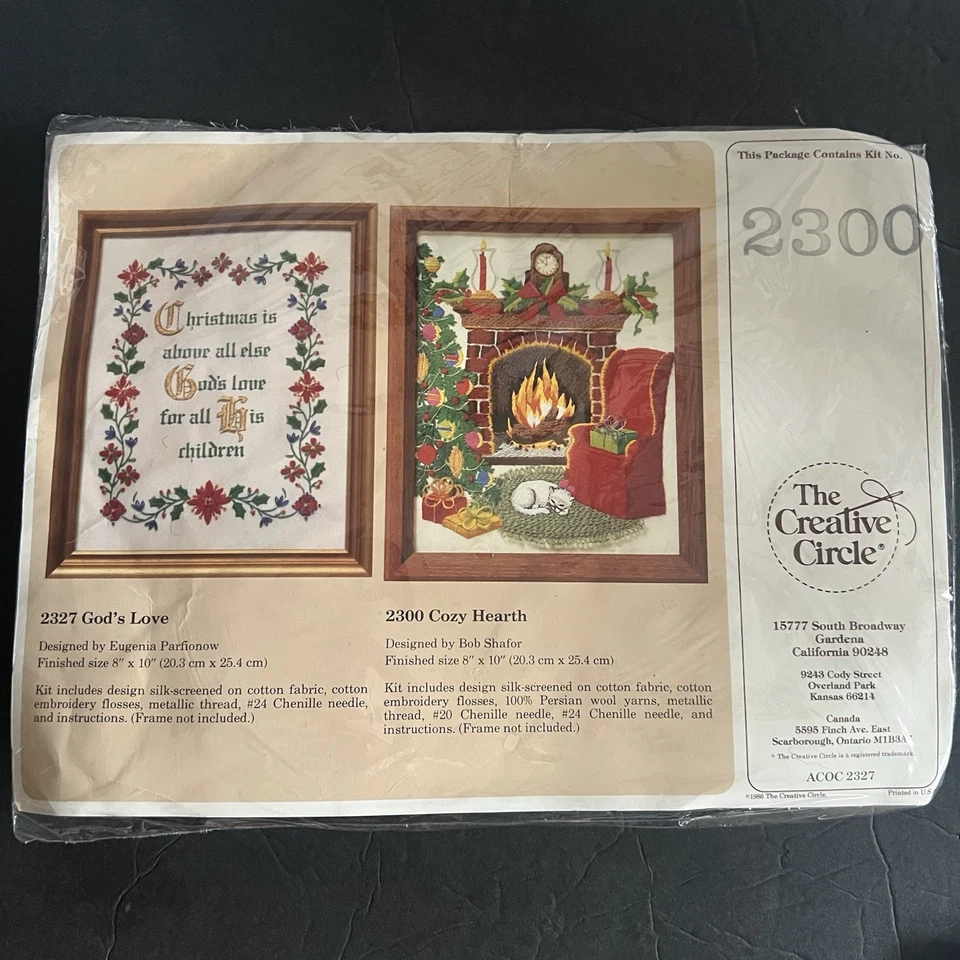 Christmas is
above all else
God's love
for all His
children
2327 God's Love
Designed by Eugenia Parfionow
Finished size 8" x 10" (20.3 cm x 25.4 cm)
Kit includes design silk-screened on cotton fabric, cotton
embroidery flosses, metallic thread, #24 Chenille needle,
and instructions. (Frame not included.)
2300 Cozy Hearth
Designed by Bob Shafor
Finished size 8" x 10" (20.3 cm x 25.4 cm)
Kit includes design silk-screened on cotton fabric, cotton
embroidery flosses, 100% Persian wool yarns, metallic
thread, #20 Chenille needle, #24 Chenille needle, and
instructions. (Frame not included.)
This Package Contains Kit No.
2300
The
Creative
Circle®
15777 South Broadway
Gardena
California 90248
9243 Cody Street
Overland Park
Kansas 66214
Canada
5595 Finch Ave. East
Scarborough, Ontario
* The Creative Circle is a registered trademark
ACOC 2327
©1986 The Creative Circle.
Printed in U.S.